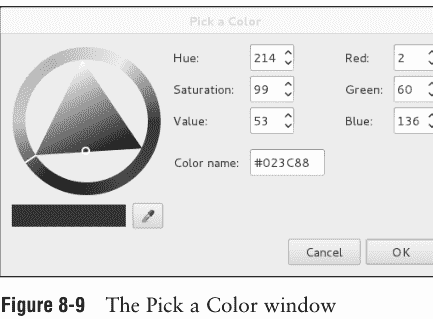 Pick a Color
Hue: 214 Red: 2
Saturation: 99 Green: 60
Value: 53 Blue: 136
Color name: #023C88
Cancel OK
Figure 8-9 The Pick a Color window